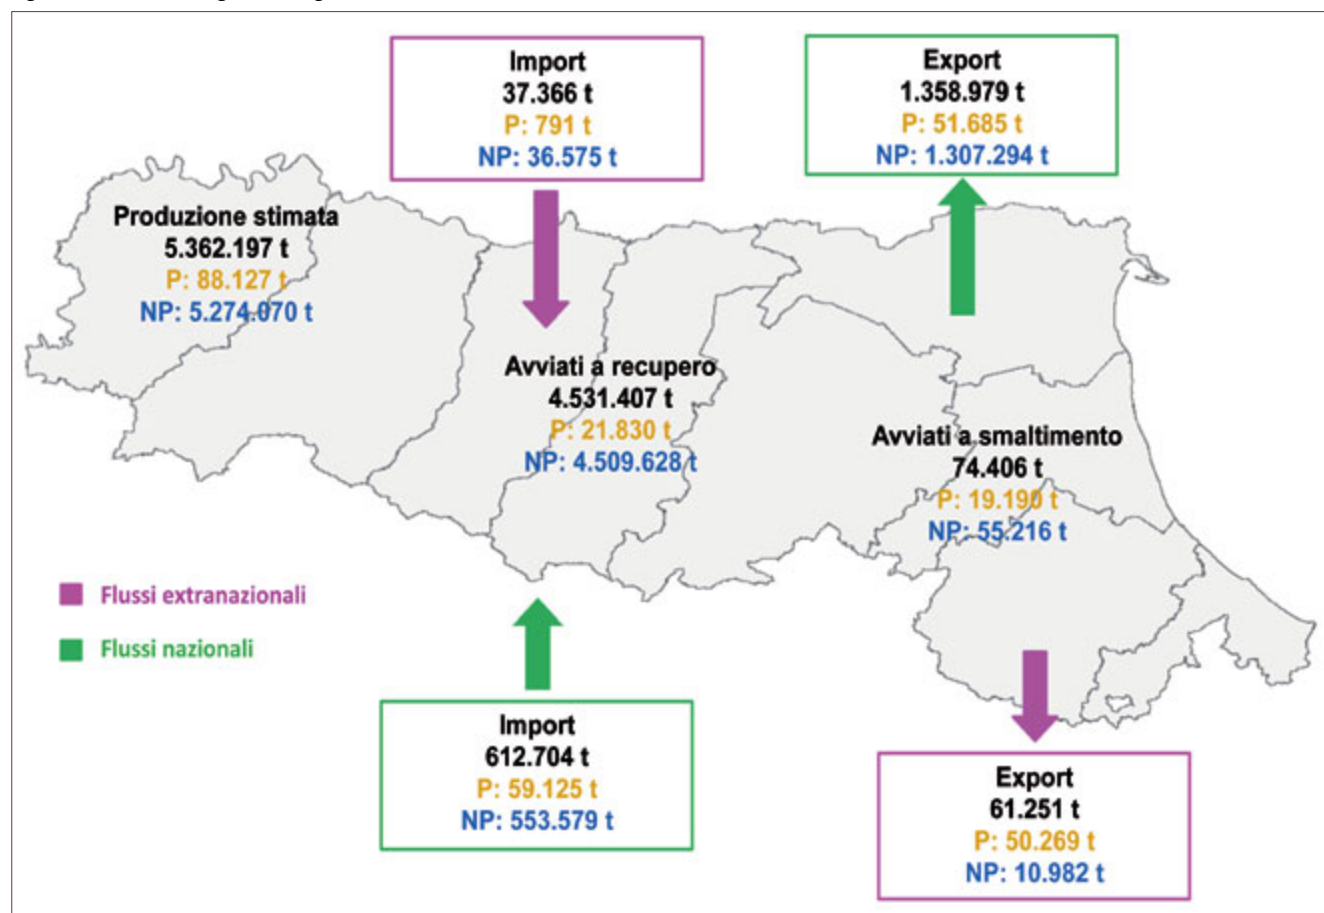 Import
37.366 t
P: 791 t
NP: 36.575 t
Export
1.358.979 t
P: 51.685 t
NP: 1.307.294 t
Produzione stimata
5.362.197 t
P: 88.127 t
NP: 5.274.070 t
Avviati a recupero
4.531.407 t
P: 21.830 t
NP: 4.509.628 t
Avviati a smaltimento
74.406 t
P: 19.190 t
NP: 55.216 t
Flussi extranazionali
Flussi nazionali
Import
612.704 t
P: 59.125 t
NP: 553.579 t
Export
61.251 t
P: 50.269 t
NP: 10.982 t